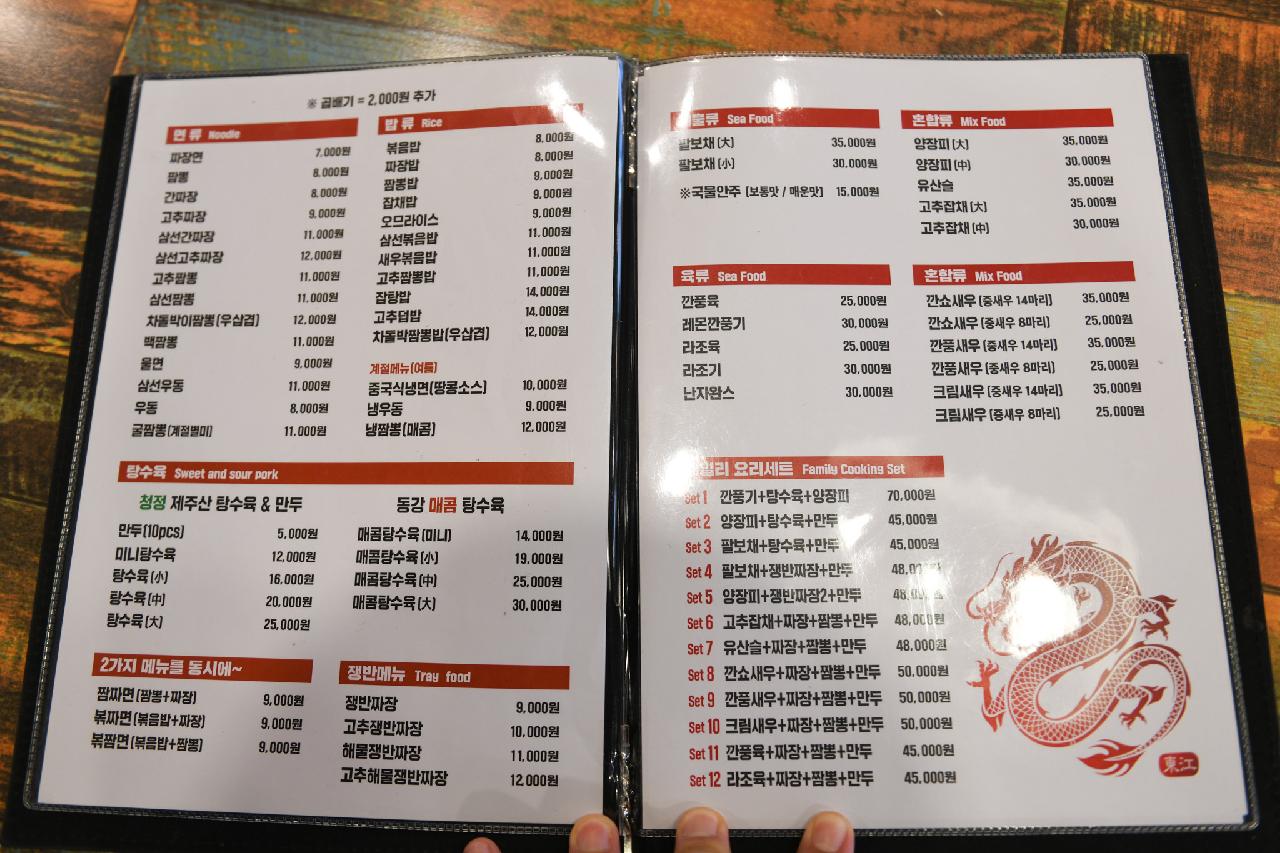 ※ 곱배기 = 2,000원 추가
면 류 Noodle
짜장면 7,000원
짬뽕 8,000원
간짜장 8,000원
고추짜장 9,000원
삼선간짜장 11,000원
삼선고추짜장 12,000원
고추짬뽕 11,000원
삼선짬뽕 11,000원
차돌박이짬뽕(우삼겹) 12,000원
백짬뽕 11,000원
울면 9,000원
삼선우동 11,000원
우동 8,000원
굴짬뽕(계절별미) 11,000원
밥 류 Rice
볶음밥 8,000원
짜장밥 8,000원
짬뽕밥 9,000원
잡채밥 9,000원
오므라이스 9,000원
삼선볶음밥 11,000원
새우볶음밥 11,000원
고추짬뽕밥 11,000원
잡탕밥 14,000원
고추덥밥 14,000원
차돌박짬뽕밥(우삼겹) 12,000원
계절메뉴(여름)
중국식냉면(땅콩소스) 10,000원
냉우동 9,000원
냉짬뽕(매콤) 12,000원
탕수육 Sweet and sour pork
청정 제주산 탕수육 & 만두
만두(10pcs) 5,000원
미니탕수육 12,000원
탕수육(小) 16,000원
탕수육(中) 20,000원
탕수육(大) 25,000원
동강 매콤 탕수육
매콤탕수육(미니) 14,000원
매콤탕수육(小) 19,000원
매콤탕수육(中) 25,000원
매콤탕수육(大) 30,000원
2가지 메뉴를 동시에~
짬짜면(짬뽕+짜장) 9,000원
볶짜면(볶음밥+짜장) 9,000원
볶짬면(볶음밥+짬뽕) 9,000원
쟁반메뉴 Tray food
쟁반짜장 9,000원
고추쟁반짜장 10,000원
해물쟁반짜장 11,000원
고추해물쟁반짜장 12,000원
Sea Food
팔보채(大) 35,000원
팔보채(小) 30,000원
※국물안주 [보통맛 / 매운맛] 15,000원
혼합류 Mix Food
양장피(大) 35,000원
양장피(中) 30,000원
유산슬 35,000원
고추잡채(大) 35,000원
고추잡채(中) 30,000원
육류 Sea Food
깐풍육 25,000원
레몬깐풍기 30,000원
라조육 25,000원
라조기 30,000원
난자완스 30,000원
혼합류 Mix Food
깐쇼새우(중새우 14마리) 35,000원
깐쇼새우(중새우 8마리) 25,000원
깐풍새우(중새우 14마리) 35,000원
깐풍새우(중새우 8마리) 25,000원
크림새우(중새우 14마리) 35,000원
크림새우(중새우 8마리) 25,000원
요리세트 Family Cooking Set
Set 1 깐풍기+탕수육+양장피 70,000원
Set 2 양장피+탕수육+만두 45,000원
Set 3 팔보채+탕수육+만두 45,000원
Set 4 팔보채+쟁반짜장+만두
Set 5 양장피+쟁반짜장2+만두
Set 6 고추잡채+짜장+짬뽕+만두 48,000원
Set 7 유산슬+짜장+짬뽕+만두 48,000원
Set 8 깐쇼새우+짜장+짬뽕+만두 50,000원
Set 9 깐풍새우+짜장+짬뽕+만두 50,000원
Set 10 크림새우+짜장+짬뽕+만두 50,000원
Set 11 깐풍육+짜장+짬뽕+만두 45,000원
Set 12 라조육+짜장+짬뽕+만두 45,000원
東江